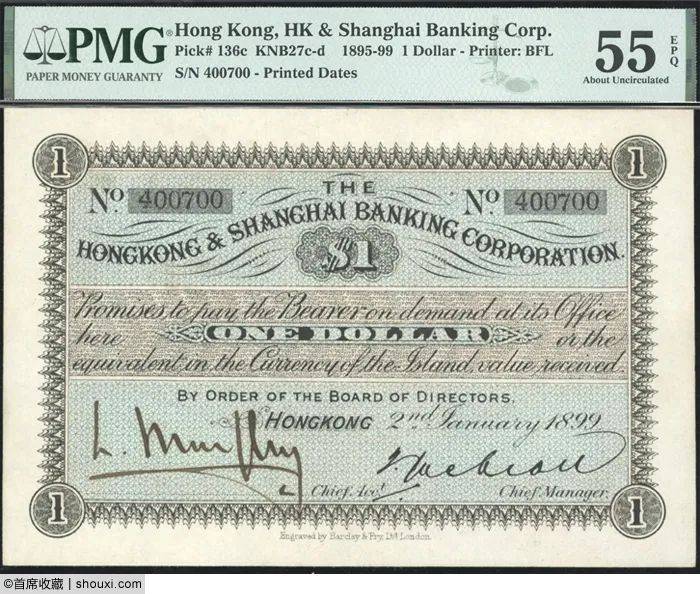 PMG
PAPER MONEY GUARANTY
Hong Kong, HK & Shanghai Banking Corp.
Pick# 136c KNB27c-d 1895-99 1 Dollar - Printer: BFL
S/N 400700 - Printed Dates
55 EPQ
About Uncirculated
1 1
No. 400700 THE No. 400700
HONGKONG & SHANGHAI BANKING CORPORATION.
$1
Promises to pay the Bearer on demand at its Office
here ONE DOLLAR or the
equivalent in the Currency of the Island, value received.
BY ORDER OF THE BOARD OF DIRECTORS,
HONGKONG 2nd January 1899
Chief Acct. Chief Manager.
1 1
Engraved by Barclay & Fry, Ltd London.
©首席收藏 | shouxi.com